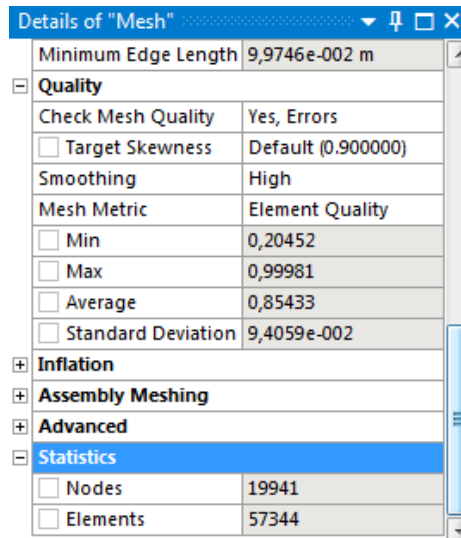 Details of "Mesh"
Minimum Edge Length 9,9746e-002 m
Quality
Check Mesh Quality Yes, Errors
Target Skewness Default (0.900000)
Smoothing High
Mesh Metric Element Quality
Min 0,20452
Max 0,99981
Average 0,85433
Standard Deviation 9,4059e-002
Inflation
Assembly Meshing
Advanced
Statistics
Nodes 19941
Elements 57344